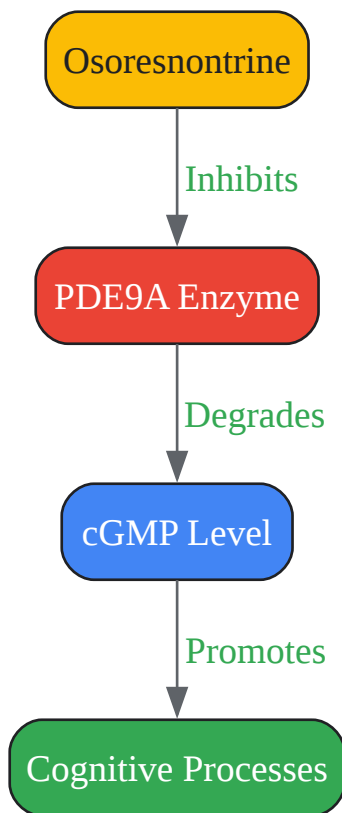 Osoresnontrine
Inhibits
PDE9A Enzyme
Degrades
cGMP Level
Promotes
Cognitive Processes